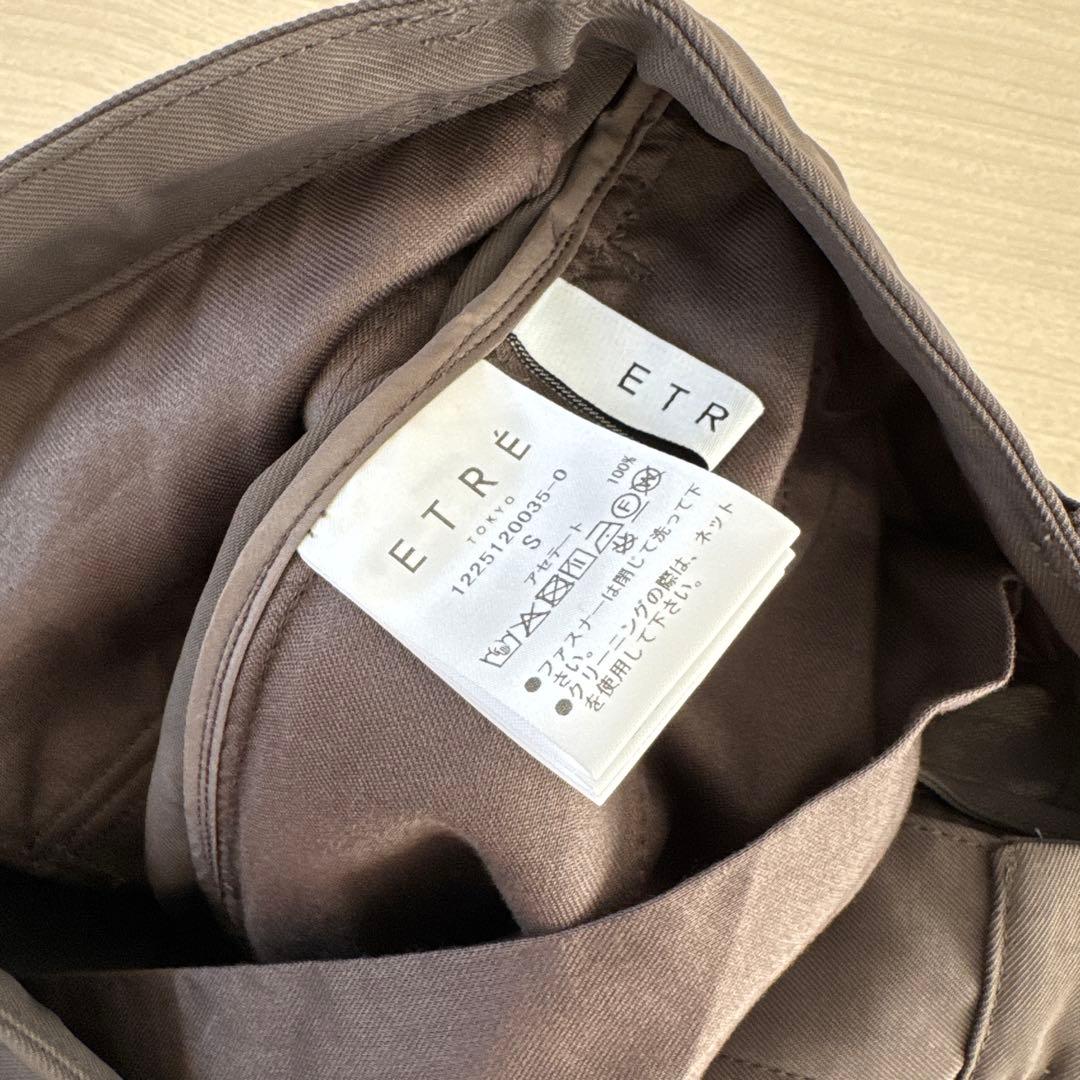 ETR
ETRÉ
TOKYO
1225120035-0
S
アセテート 100%
●ファスナーは閉じて洗って下
さい。
●クリーニングの際は、ネット
を使用して下さい。